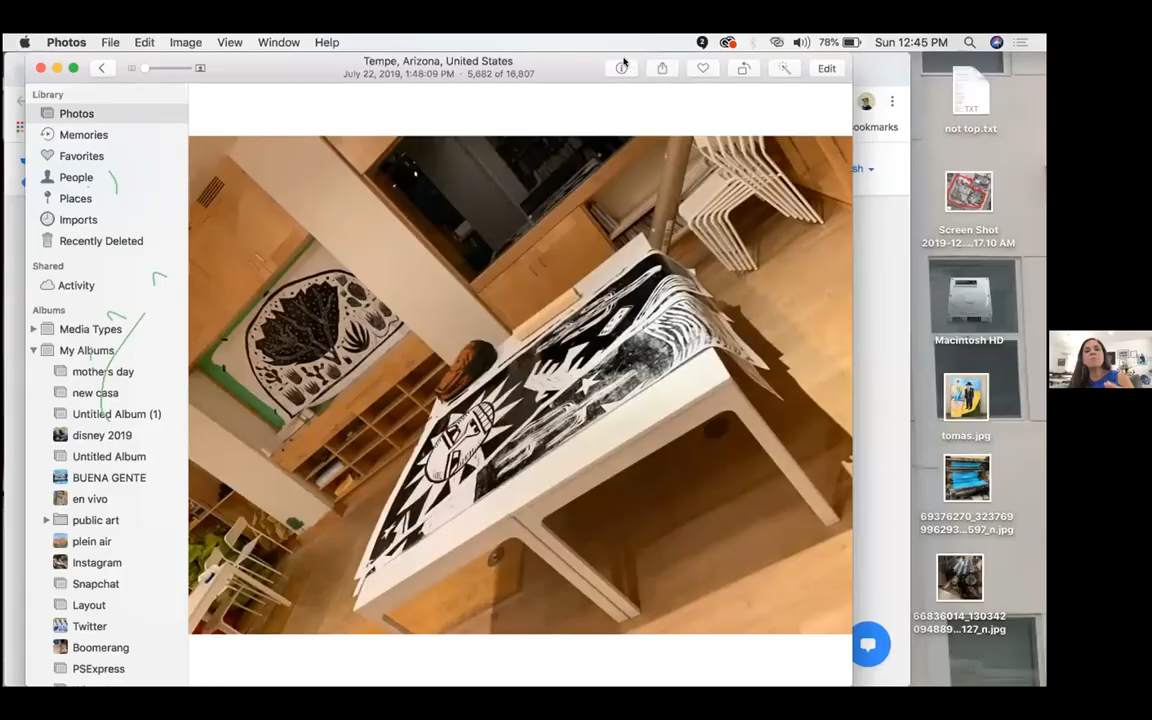 Photos File Edit Image View Window Help 2 78% Sun 12:45 PM
Tempe, Arizona, United States
July 22, 2019, 1:48:09 PM · 5,682 of 16,807
Edit
Library
Photos
Memories
Favorites
People
Places
Imports
Recently Deleted
Shared
Activity
Albums
Media Types
My Albums
mothers day
new casa
Untitled Album (1)
disney 2019
Untitled Album
BUENA GENTE
en vivo
public art
plein air
Instagram
Snapchat
Layout
Twitter
Boomerang
PSExpress
ookmarks
sh
TXT
not top.txt
Screen Shot
2019-12....17.10 AM
Macintosh HD
tomas.jpg
69376270_323769
996293...597_n.jpg
66836014_130342
094889...127_n.jpg